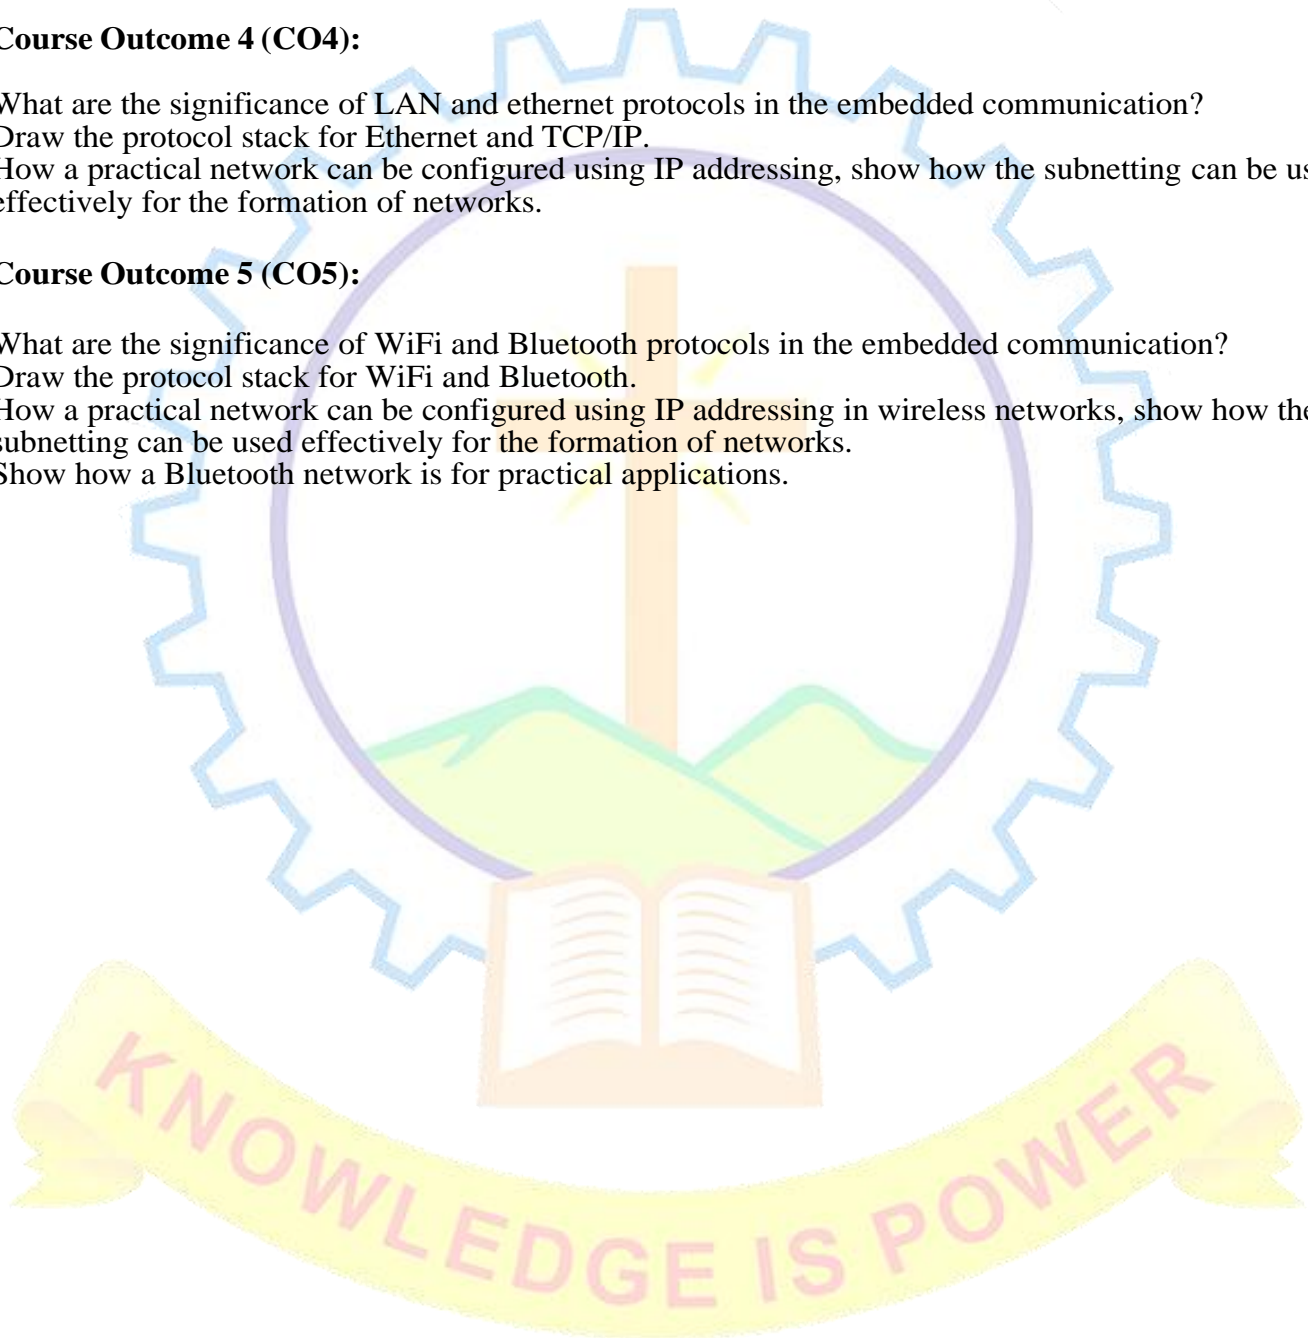 Course Outcome 4 (CO4):
What are the significance of LAN and ethernet protocols in the embedded communication?
Draw the protocol stack for Ethernet and TCP/IP.
How a practical network can be configured using IP addressing, show how the subnetting can be us
effectively for the formation of networks.
Course Outcome 5 (CO5):
What are the significance of WiFi and Bluetooth protocols in the embedded communication?
Draw the protocol stack for WiFi and Bluetooth.
How a practical network can be configured using IP addressing in wireless networks, show how the
subnetting can be used effectively for the formation of networks.
Show how a Bluetooth network is for practical applications.
KNOWLEDGE IS POWER